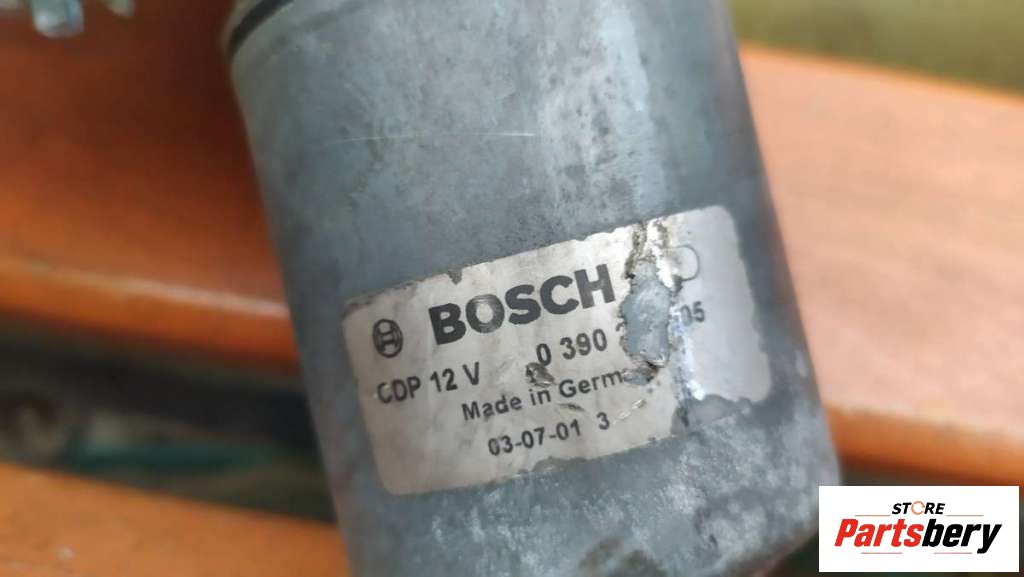 BOSCH
CDP 12 V 0 390
Made in Germ
03-07-01 3
STORE
Partsbery